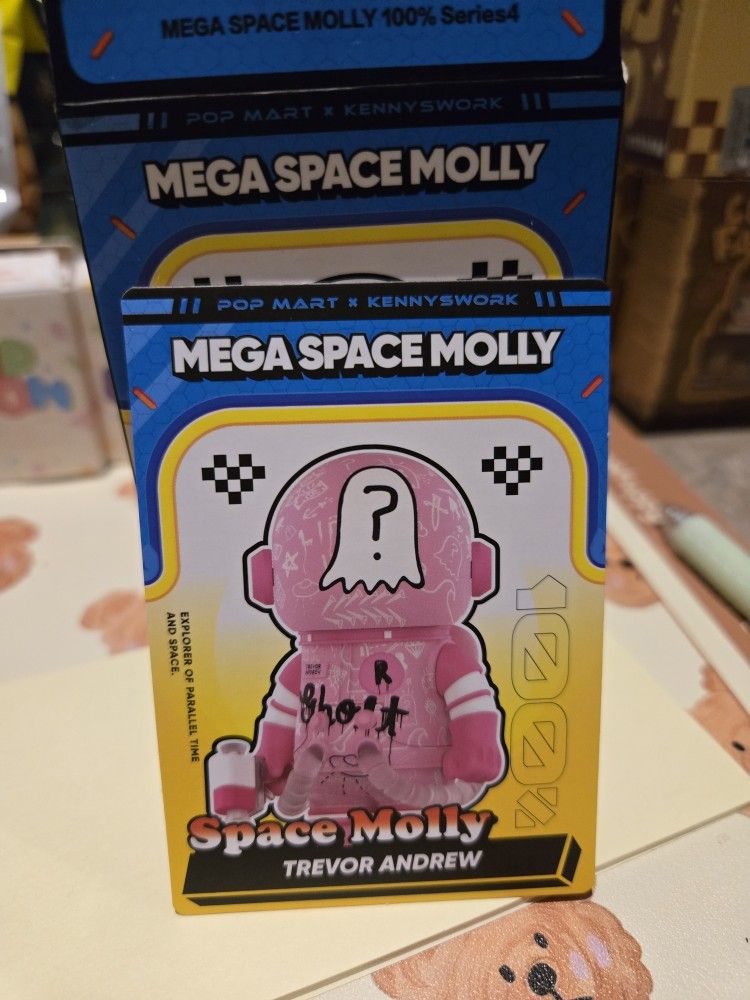 MEGA SPACE MOLLY 100% Series4
POP MART x KENNYSWORK
MEGA SPACE MOLLY
POP MART x KENNYSWORK
MEGA SPACE MOLLY
?
EXPLORER OF PARALLEL TIME
AND SPACE.
R
Ghost
100%
Space Molly
TREVOR ANDREW